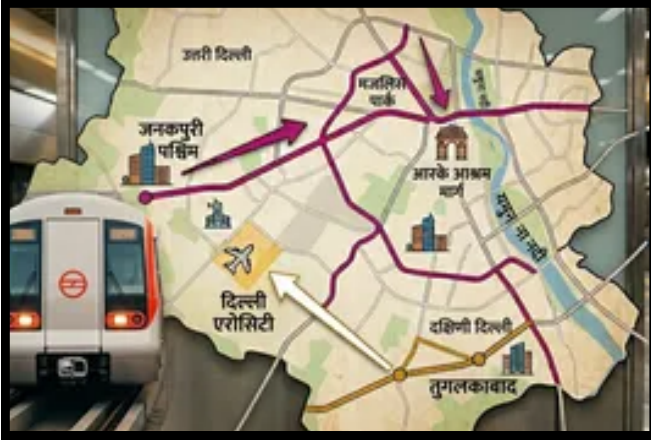 उत्तरी दिल्ली
मजलिस
पार्क
जनकपुरी
पश्चिम
आरके आश्रम
मार्ग
यमुना ना नदी
दिल्ली
एरोसिटी
दक्षिणी दिल्ली
तुगलकाबाद